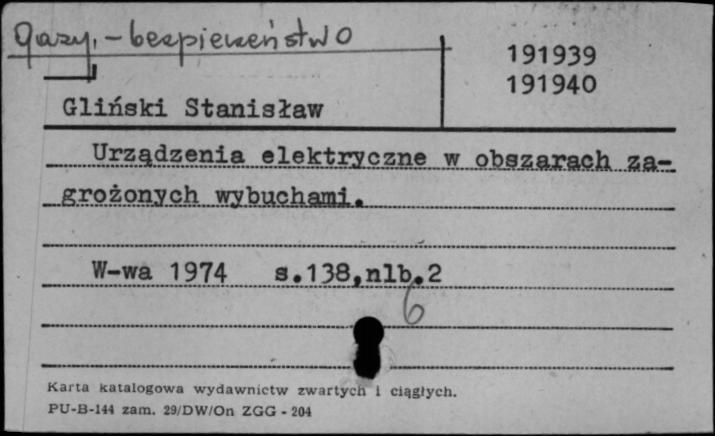 Gazy, - bezpieczeństwo
191939
191940
Gliński Stanisław
Urządzenia elektryczne w obszarach za-
grożonych wybuchami.
W-wa 1974 s.138,nlb.2
6
Karta katalogowa wydawnictw zwartych i ciągłych.
PU-B-144 zam. 29/DW/On ZGG - 204